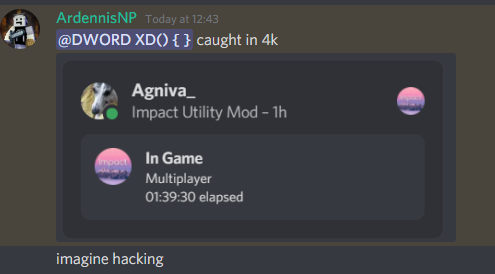 ArdennisNP Today at 12:43
@DWORD XD() { } caught in 4k
Agniva_
Impact Utility Mod – 1h
impact
In Game
Multiplayer
01:39:30 elapsed
imagine hacking